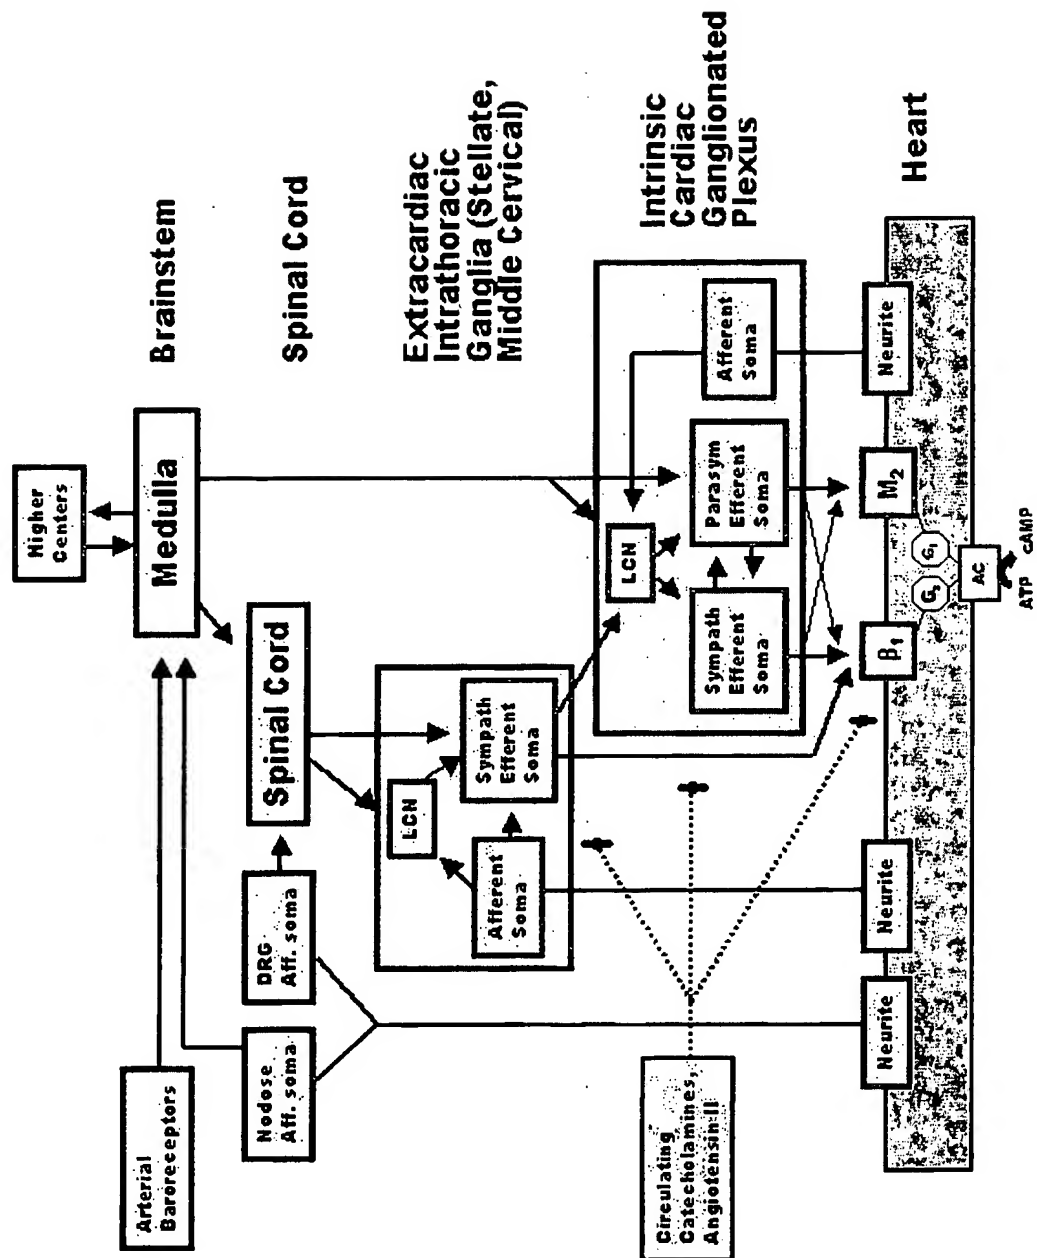 Higher
Centers
Brainstem
Medulla
Arterial
Baroreceptors
Nodose
Aff. soma
DRG
Aff. soma
Spinal Cord
Spinal Cord
Extracardiac
Intrathoracic
Ganglia (Stellate,
Middle Cervical)
LCN
Afferent
Soma
Sympath
Efferent
Soma
Intrinsic
Cardiac
Ganglionated
Plexus
LCN
Sympath
Efferent
Soma
Parasym
Efferent
Soma
Afferent
Soma
Circulating
Catecholamines,
Angiotensin II
Heart
Neurite
Neurite
β1
M2
Neurite
Gs
Gi
AC
ATP
cAMP